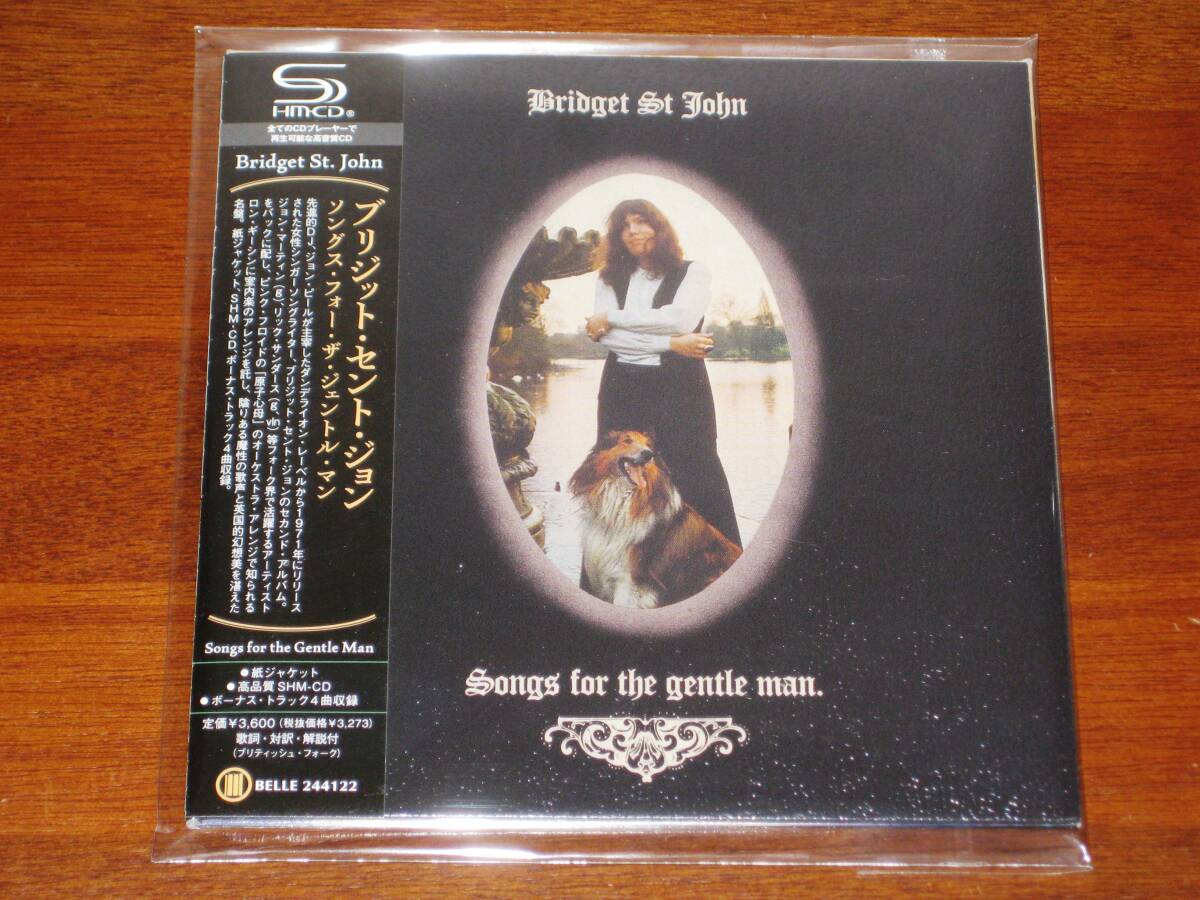 SHMCD®
全てのCDプレーヤーで
再生可能な高音質CD
Bridget St. John
ブリジット・セント・ジョン
ソングス・フォー・ザ・ジェントル・マン
先進的DJ、ジョン・ピールが主宰したダンデライオン・レーベルから1971年にリリース
された女性シンガーソングライター、ブリジット・セント・ジョンのセカンド・アルバム。
ジョン・マーティン(g)、リック・サンダース(g、vln)等フォーク界で活躍するアーティスト
をバックに配し、ピンク・フロイドの「原子心母」のオーケストラ・アレンジで知られる
ロン・ギーシンに室内楽のアレンジを託し、陰りある魔性の歌声と英国的幻想美を湛えた
名盤。紙ジャケット、SHM-CD、ボーナス・トラック4曲収録。
Songs for the Gentle Man
●紙ジャケット
●高品質SHM-CD
●ボーナス・トラック4曲収録
定価¥3,600（税抜価格¥3,273）
歌詞・対訳・解説付
（ブリティッシュ・フォーク）
BELLE 244122
Bridget St John
Songs for the gentle man.